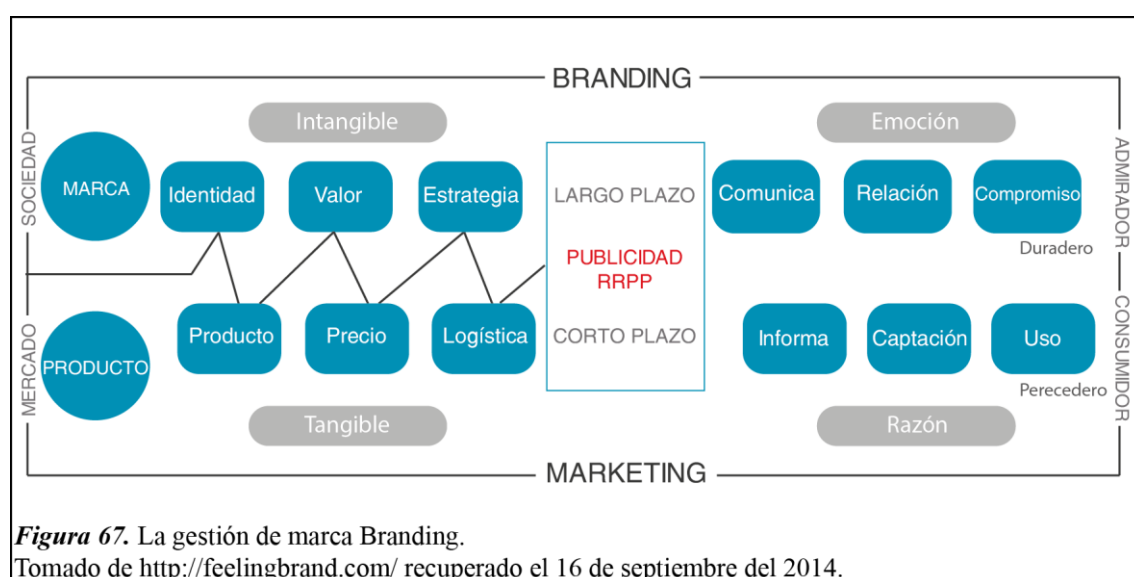 BRANDING
Intangible
Emoción
SOCIEDAD
MARCA
Identidad
Valor
Estrategia
LARGO PLAZO
Comunica
Relación
Compromiso
ADMIRADOR
Duradero
PUBLICIDAD
RRPP
MERCADO
PRODUCTO
Producto
Precio
Logística
CORTO PLAZO
Informa
Captación
Uso
CONSUMIDOR
Perecedero
Tangible
Razón
MARKETING
Figura 67. La gestión de marca Branding.
Tomado de http://feelingbrand.com/ recuperado el 16 de septiembre del 2014.